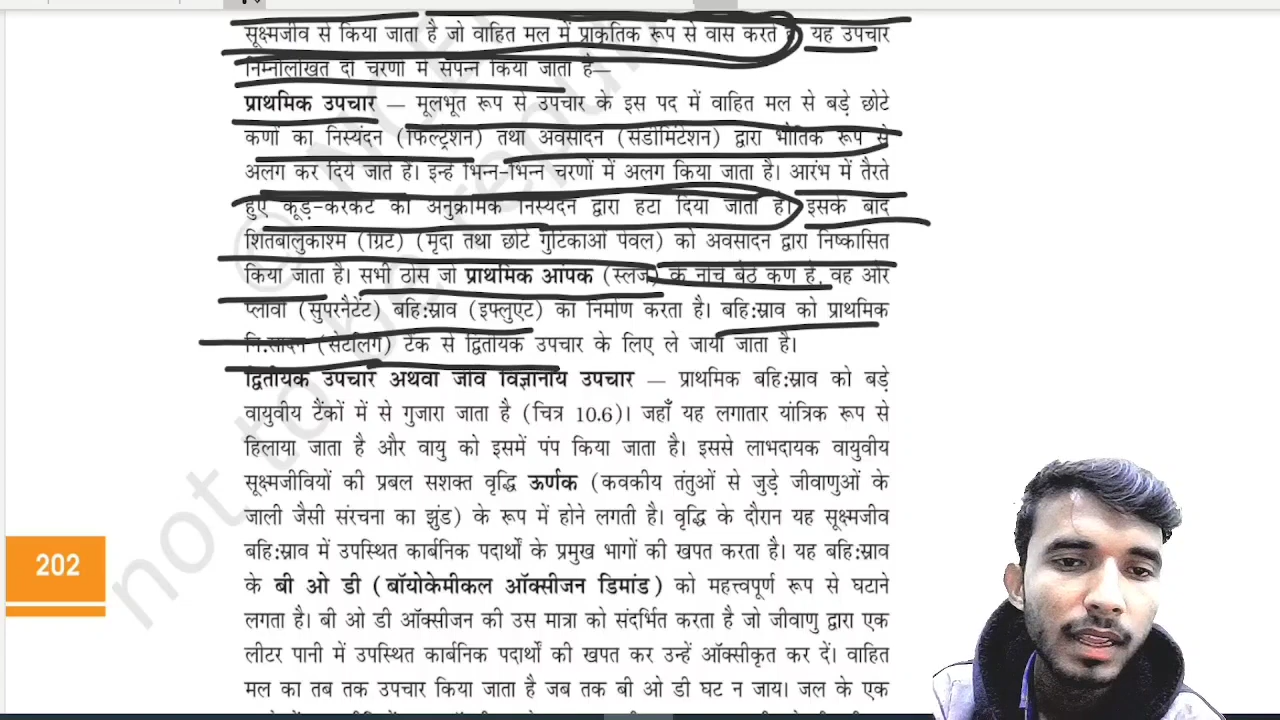 सूक्ष्मजीव से किया जाता है जो वाहित मल में प्राकृतिक रूप से वास करते हैं। यह उपचार
निम्नलिखित दो चरणों में संपन्न किया जाता है—
प्राथमिक उपचार — मूलभूत रूप से उपचार के इस पद में वाहित मल से बड़े छोटे
कणों का निस्यंदन (फिल्ट्रेशन) तथा अवसादन (सेडीमिंटेशन) द्वारा भौतिक रूप से
अलग कर दिये जाते हैं। इन्हें भिन्न-भिन्न चरणों में अलग किया जाता है। आरंभ में तैरते
हुए कूड़े-करकट को अनुक्रमिक निस्यंदन द्वारा हटा दिया जाता है। इसके बाद
शितबालुकाश्म (ग्रिट) (मृदा तथा छोटे गुटिकाओं पेवल) को अवसादन द्वारा निष्कासित
किया जाता है। सभी ठोस जो प्राथमिक आपंक (स्लज) के नीचे बैठे कण हैं, वह और
प्लावी (सुपरनैटेंट) बहि:स्राव (इफ्लुएंट) का निर्माण करता है। बहि:स्राव को प्राथमिक
नि:सादन (सेटलिंग) टैंक से द्वितीयक उपचार के लिए ले जाया जाता है।
द्वितीयक उपचार अथवा जीव विज्ञानीय उपचार — प्राथमिक बहि:स्राव को बड़े
वायुवीय टैंकों में से गुजारा जाता है (चित्र 10.6)। जहाँ यह लगातार यांत्रिक रूप से
हिलाया जाता है और वायु को इसमें पंप किया जाता है। इससे लाभदायक वायुवीय
सूक्ष्मजीवियों की प्रबल सशक्त वृद्धि ऊर्णक (कवकीय तंतुओं से जुड़े जीवाणुओं के
जाली जैसी संरचना का झुंड) के रूप में होने लगती है। वृद्धि के दौरान यह सूक्ष्मजीव
बहि:स्राव में उपस्थित कार्बनिक पदार्थों के प्रमुख भागों की खपत करता है। यह बहि:स्राव
के बी ओ डी (बॉयोकेमीकल ऑक्सीजन डिमांड) को महत्त्वपूर्ण रूप से घटाने
लगता है। बी ओ डी ऑक्सीजन की उस मात्रा को संदर्भित करता है जो जीवाणु द्वारा एक
लीटर पानी में उपस्थित कार्बनिक पदार्थों की खपत कर उन्हें ऑक्सीकृत कर दें। वाहित
मल का तब तक उपचार किया जाता है जब तक बी ओ डी घट न जाय। जल के एक
202
not to be republ